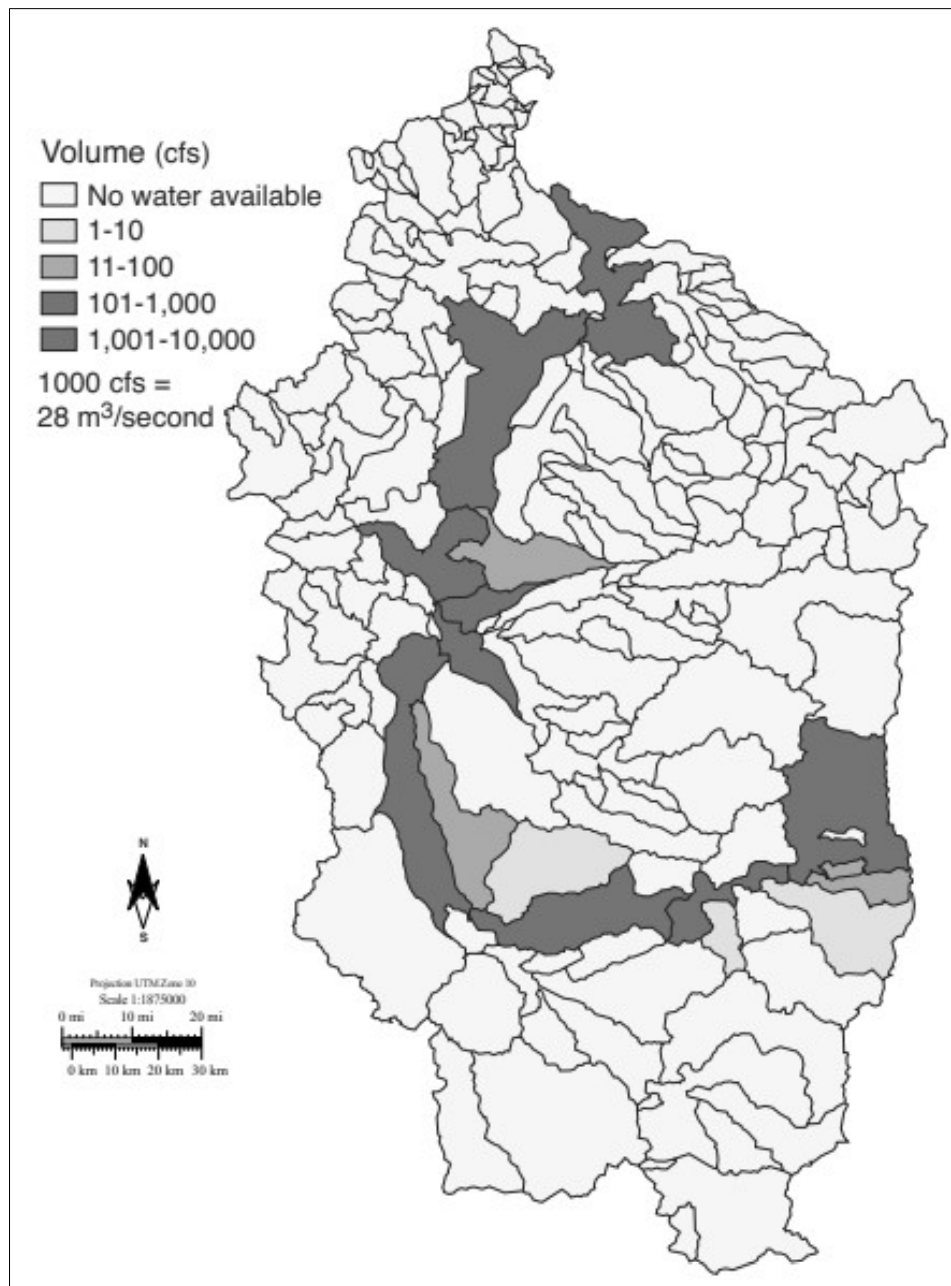 Volume (cfs)
No water available
1-10
11-100
101-1,000
1,001-10,000
1000 cfs =
28 m³/second
N
S
Projection UTM Zone 10
Scale 1:1875000
0 mi 10 mi 20 mi
0 km 10 km 20 km 30 km